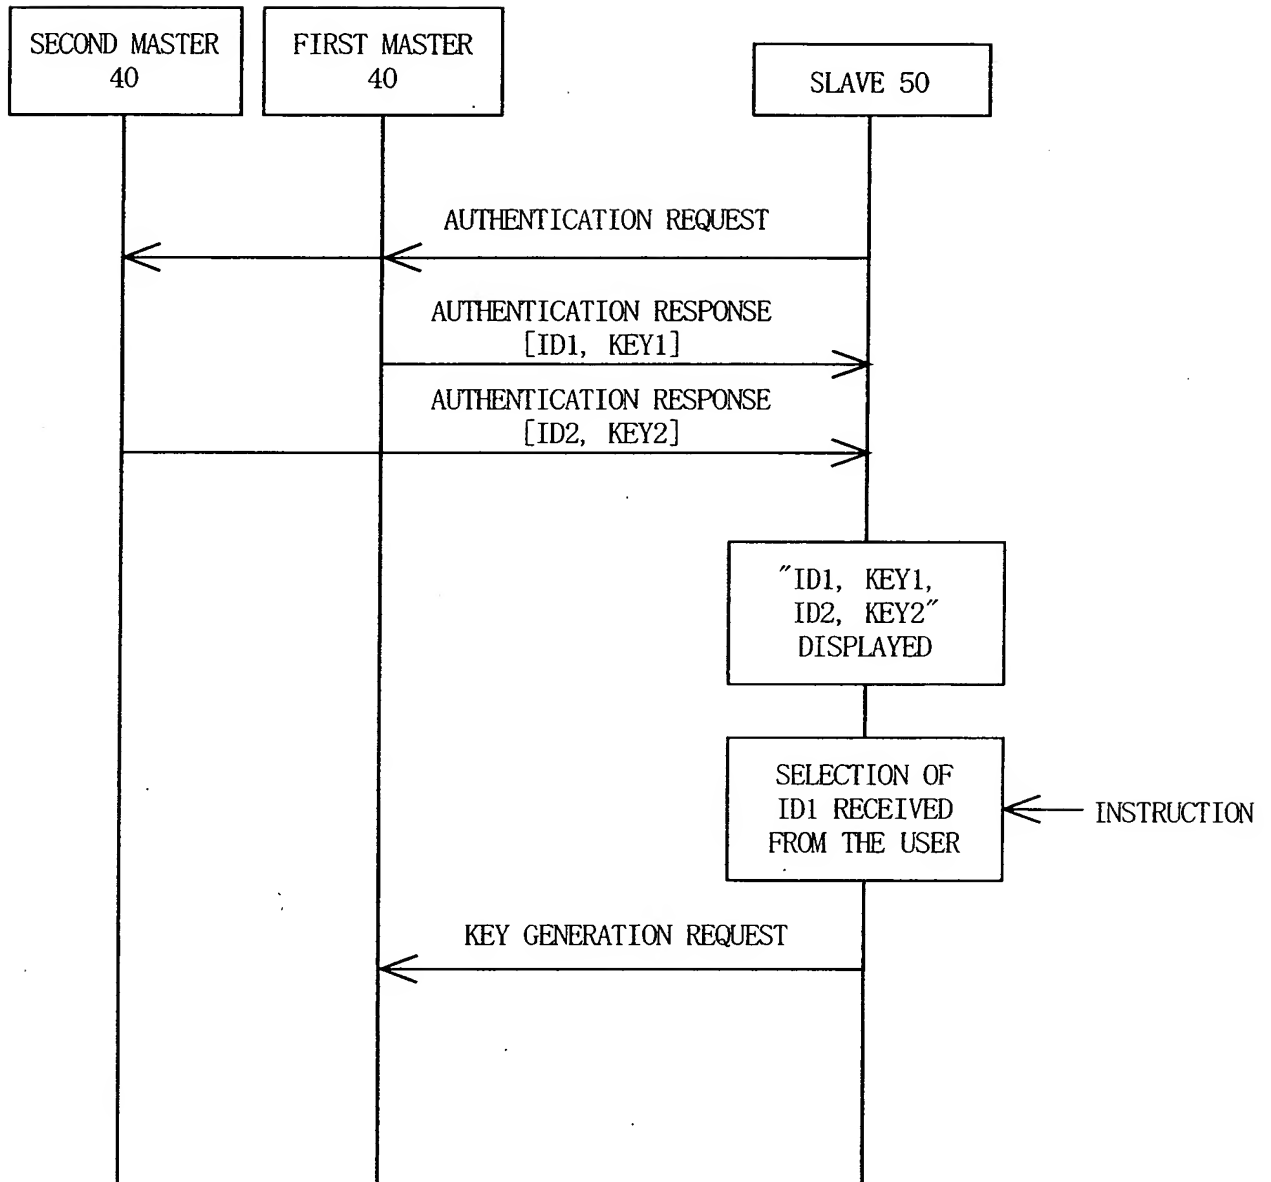 SECOND MASTER
40
FIRST MASTER
40
SLAVE 50
AUTHENTICATION REQUEST
AUTHENTICATION RESPONSE
[ID1, KEY1]
AUTHENTICATION RESPONSE
[ID2, KEY2]
"ID1, KEY1,
ID2, KEY2"
DISPLAYED
SELECTION OF
ID1 RECEIVED
FROM THE USER
INSTRUCTION
KEY GENERATION REQUEST